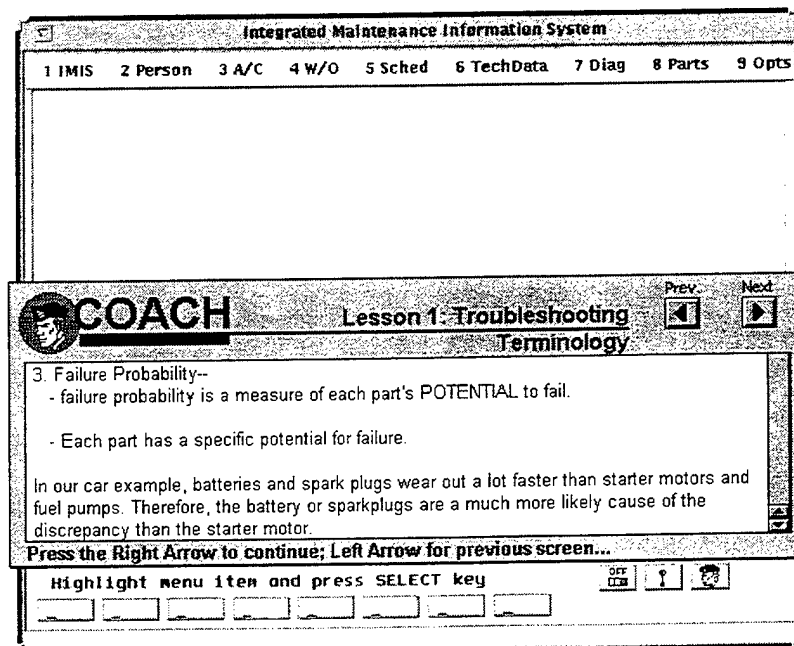 Integrated Maintenance Information System
1 IMIS 2 Person 3 A/C 4 W/O 5 Sched 6 TechData 7 Diag 8 Parts 9 Opts
COACH
Lesson 1: Troubleshooting
Terminology
Prev.
Next
3. Failure Probability--
- failure probability is a measure of each part's POTENTIAL to fail.
- Each part has a specific potential for failure.
In our car example, batteries and spark plugs wear out a lot faster than starter motors and
fuel pumps. Therefore, the battery or sparkplugs are a much more likely cause of the
discrepancy than the starter motor.
Press the Right Arrow to continue; Left Arrow for previous screen...
Highlight menu item and press SELECT key
OFF